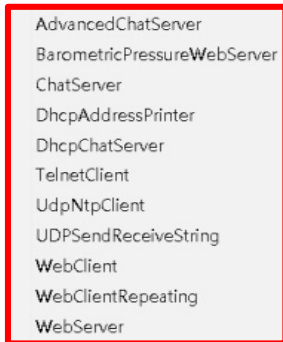 AdvancedChatServer
BarometricPressureWebServer
ChatServer
DhcpAddressPrinter
DhcpChatServer
TelnetClient
UdpNtpClient
UDPSendReceiveString
WebClient
WebClientRepeating
WebServer